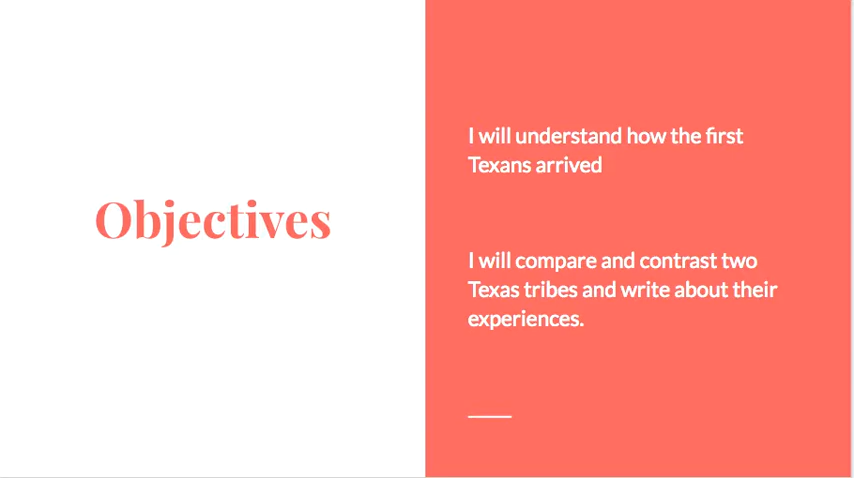 Objectives
I will understand how the first
Texans arrived
I will compare and contrast two
Texas tribes and write about their
experiences.